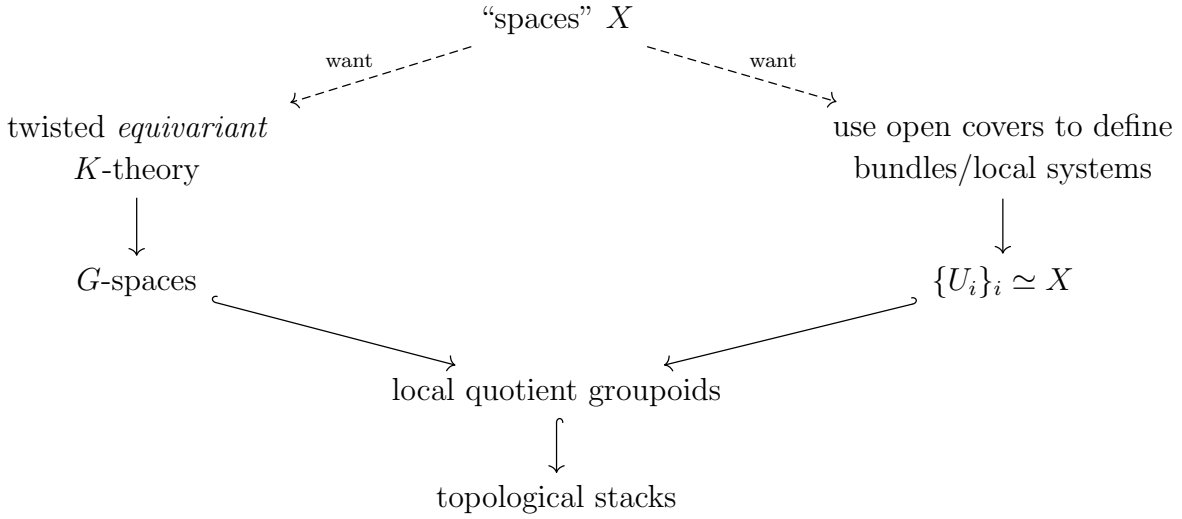 “spaces” X
want
want
twisted equivariant
K-theory
use open covers to define
bundles/local systems
G-spaces
{U_i}_i ≃ X
local quotient groupoids
topological stacks